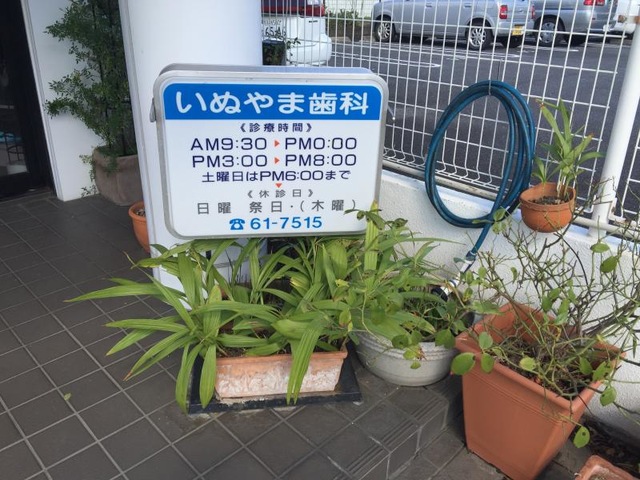 いぬやま歯科
《診療時間》
AM9:30 ▶ PM0:00
PM3:00 ▶ PM8:00
土曜日はPM6:00まで
《休診日》
日曜 祭日・(木曜)
☎61-7515